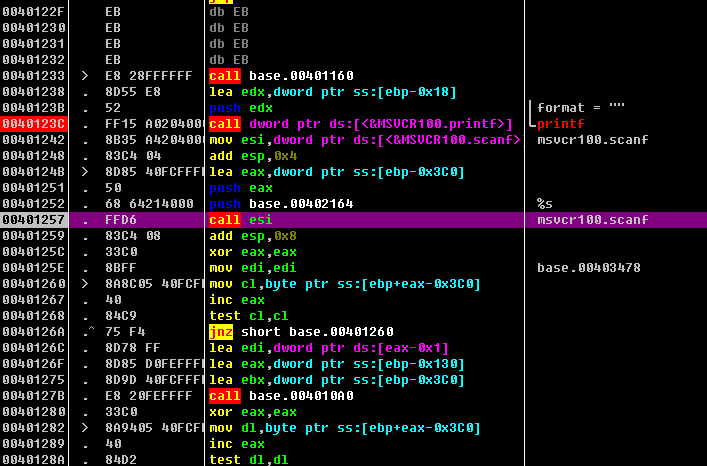 0040122F EB db EB
00401230 EB db EB
00401231 EB db EB
00401232 EB db EB
00401233 > E8 28FFFFFF call base.00401160
00401238 . 8D55 E8 lea edx,dword ptr ss:[ebp-0x18]
0040123B . 52 push edx format = ""
0040123C . FF15 A0204000 call dword ptr ds:[<&MSVCR100.printf>] printf
00401242 . 8B35 A4204000 mov esi,dword ptr ds:[<&MSVCR100.scanf> msvcr100.scanf
00401248 . 83C4 04 add esp,0x4
0040124B > 8D85 40FCFFFF lea eax,dword ptr ss:[ebp-0x3C0]
00401251 . 50 push eax
00401252 . 68 64214000 push base.00402164 %s
00401257 . FFD6 call esi msvcr100.scanf
00401259 . 83C4 08 add esp,0x8
0040125C . 33C0 xor eax,eax
0040125E . 8BFF mov edi,edi base.00403478
00401260 > 8A8C05 40FCF mov cl,byte ptr ss:[ebp+eax-0x3C0]
00401267 . 40 inc eax
00401268 . 84C9 test cl,cl
0040126A .^ 75 F4 jnz short base.00401260
0040126C . 8D78 FF lea edi,dword ptr ds:[eax-0x1]
0040126F . 8D85 D0FEFFFF lea eax,dword ptr ss:[ebp-0x130]
00401275 . 8D9D 40FCFFFF lea ebx,dword ptr ss:[ebp-0x3C0]
0040127B . E8 20FEFFFF call base.004010A0
00401280 . 33C0 xor eax,eax
00401282 > 8A9405 40FCF mov dl,byte ptr ss:[ebp+eax-0x3C0]
00401289 . 40 inc eax
0040128A . 84D2 test dl,dl